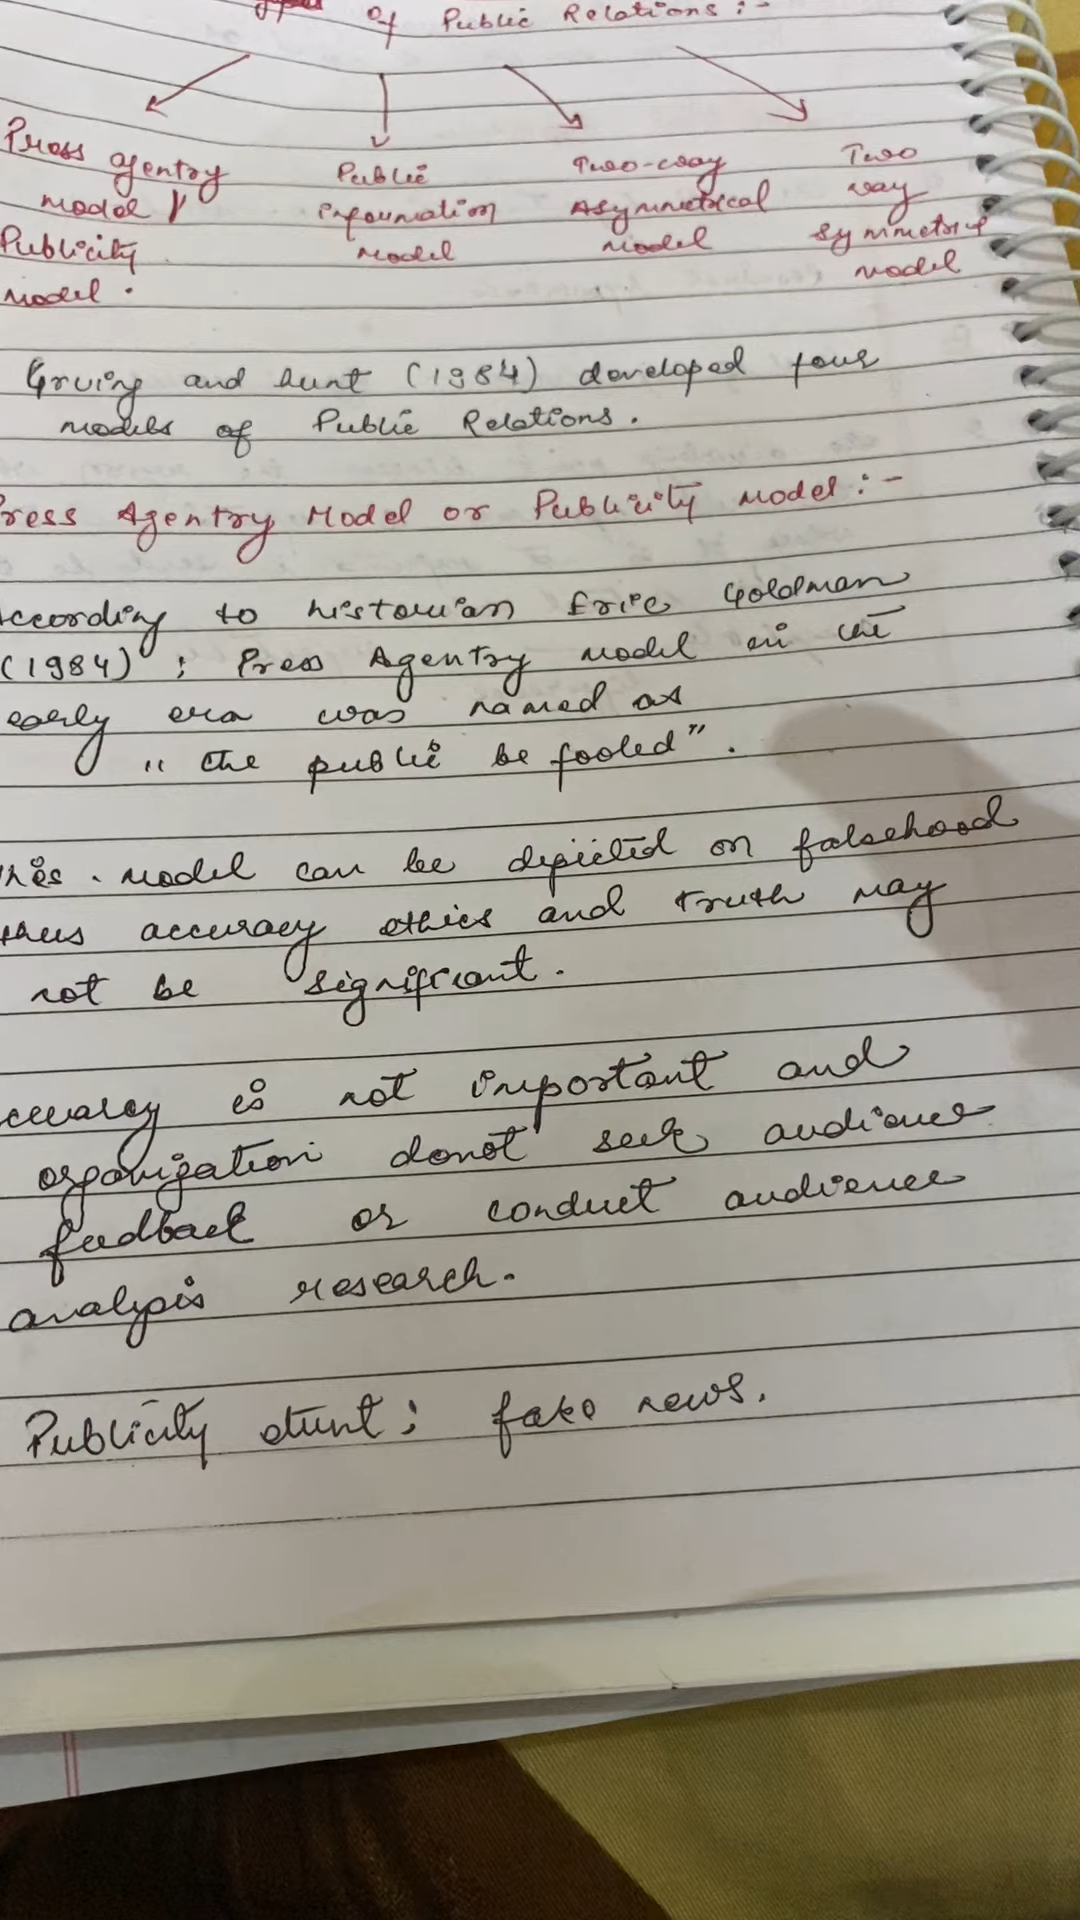 of Public Relations :-
Press agentry model / Publicity model .
Public information model
Two-way Asymmetrical model
Two way symmetric model
Gruing and hunt (1984) developed four
models of Public Relations .
ress Agentry Model or Publicity model :-
ccording to historian Eric Goldman
(1984) ; Press Agentry model in the
early era was named as
" the public be fooled" .
his . model can be depicted on falsehood
thus accuracy ethics and truth may
not be significant .
ccuracy is not important and
organization donot seek audience
feedback or conduct audience
analysis research .
Publicity stunt ; fake news .